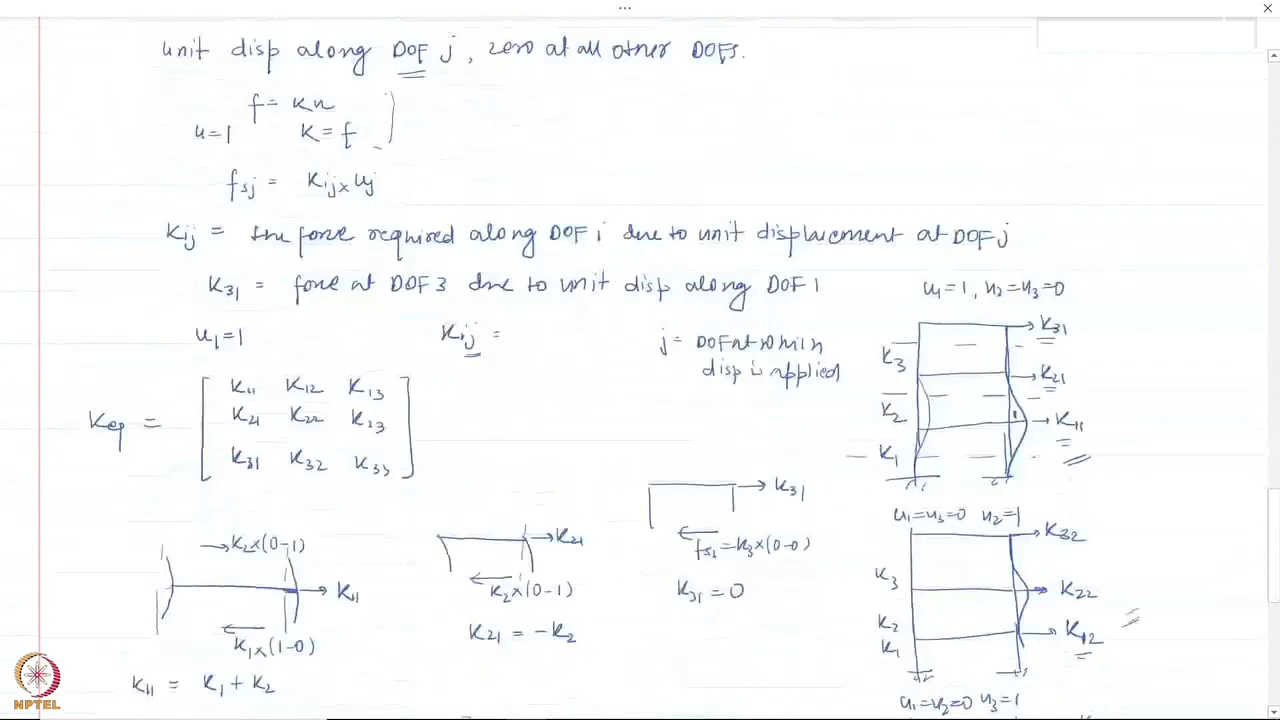 unit disp along DOF j, zero at all other DOFs.
f = ku
u=1 k = f
fsj = Kij × uj
Kij = the force required along DOF i due to unit displacement at DOF j
K31 = force at DOF 3 due to unit disp along DOF 1
u1=1, u2=u3=0
u1=1 Kij = j = DOF at which
disp is applied
K3 K31
K2 K21
K1 K11
Keq =
K11 K12 K13
K21 K22 K23
K31 K32 K33
K2×(0-1)
K11
K1×(1-0)
K11 = K1+K2
K21
K2×(0-1)
K21 = -K2
K31
fs3=K3×(0-0)
K31 = 0
u1=u3=0 u2=1
K32
K3 K22
K2 K12
K1
u1=u2=0 u3=1
NPTEL